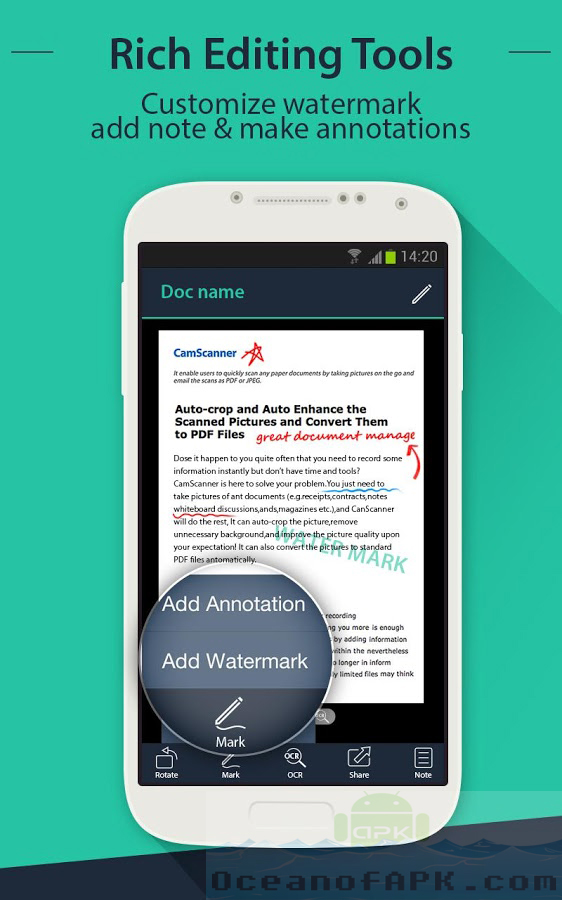 Rich Editing Tools
Customize watermark
add note & make annotations
14:20
Doc name
CamScanner
It enable users to quickly scan any paper documents by taking pictures on the go and
email the scans as PDF or JPEG.
Auto-crop and Auto Enhance the
Scanned Pictures and Convert Them
to PDF Files great document manage
Dose it happen to you quite often that you need to record some
information instantly but don't have time and tools?
CamScanner is here to solve your problem.You just need to
take pictures of ant documents (e.g.receipts,contracts,notes
whiteboard discussions,ands,magazines etc.),and CanScanner
will do the rest, It can auto-crop the picture,remove
unnecessary background,and improve the picture quality upon
your expectation! It can also convert the pictures to standard
PDF files antomatically.
WATER MARK
Add Annotation
Add Watermark
Mark
recording
ng you more is enough
s by adding information
within the nevertheless
o longer in inform
ly limited files may think
OCR
Rotate
Mark
OCR
OCR
Share
Note
apk
OceanofAPK.com